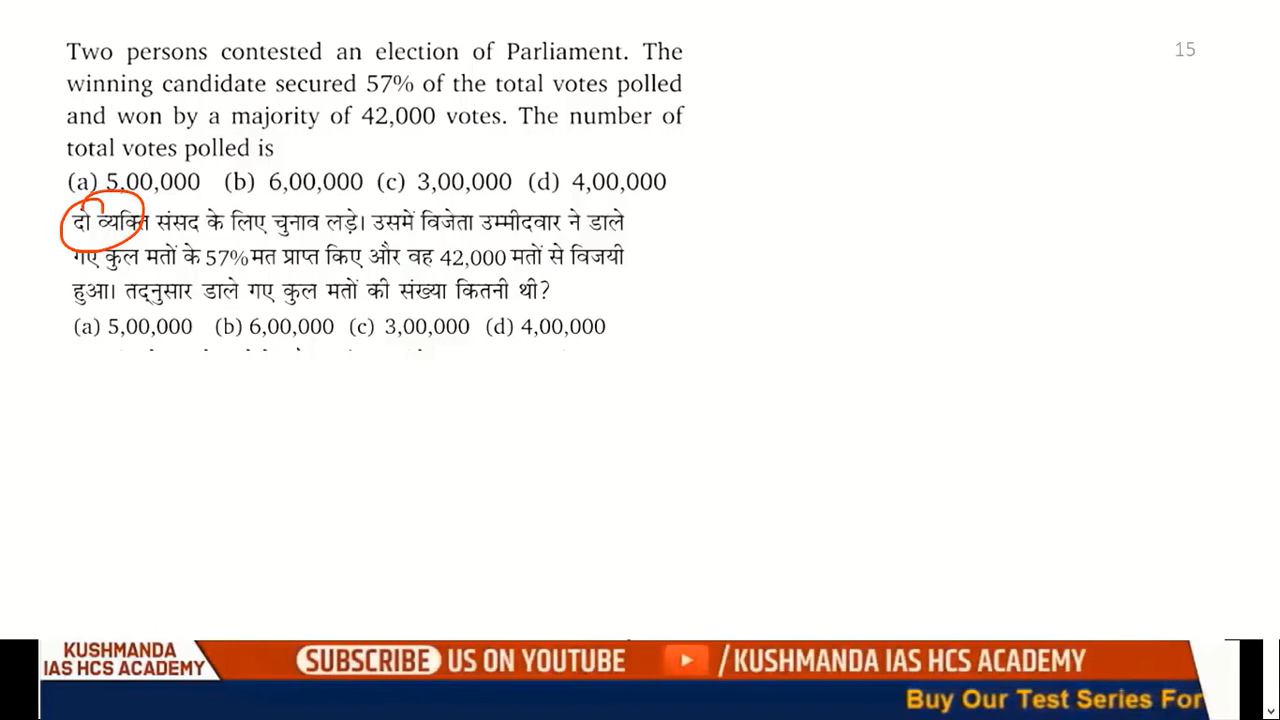 15
Two persons contested an election of Parliament. The
winning candidate secured 57% of the total votes polled
and won by a majority of 42,000 votes. The number of
total votes polled is
(a) 5,00,000 (b) 6,00,000 (c) 3,00,000 (d) 4,00,000
दो व्यक्ति संसद के लिए चुनाव लड़े। उसमें विजेता उम्मीदवार ने डाले
गए कुल मतों के 57% मत प्राप्त किए और वह 42,000 मतों से विजयी
हुआ। तद्नुसार डाले गए कुल मतों की संख्या कितनी थी?
(a) 5,00,000 (b) 6,00,000 (c) 3,00,000 (d) 4,00,000
KUSHMANDA
IAS HCS ACADEMY
SUBSCRIBE US ON YOUTUBE /KUSHMANDA IAS HCS ACADEMY
Buy Our Test Series For